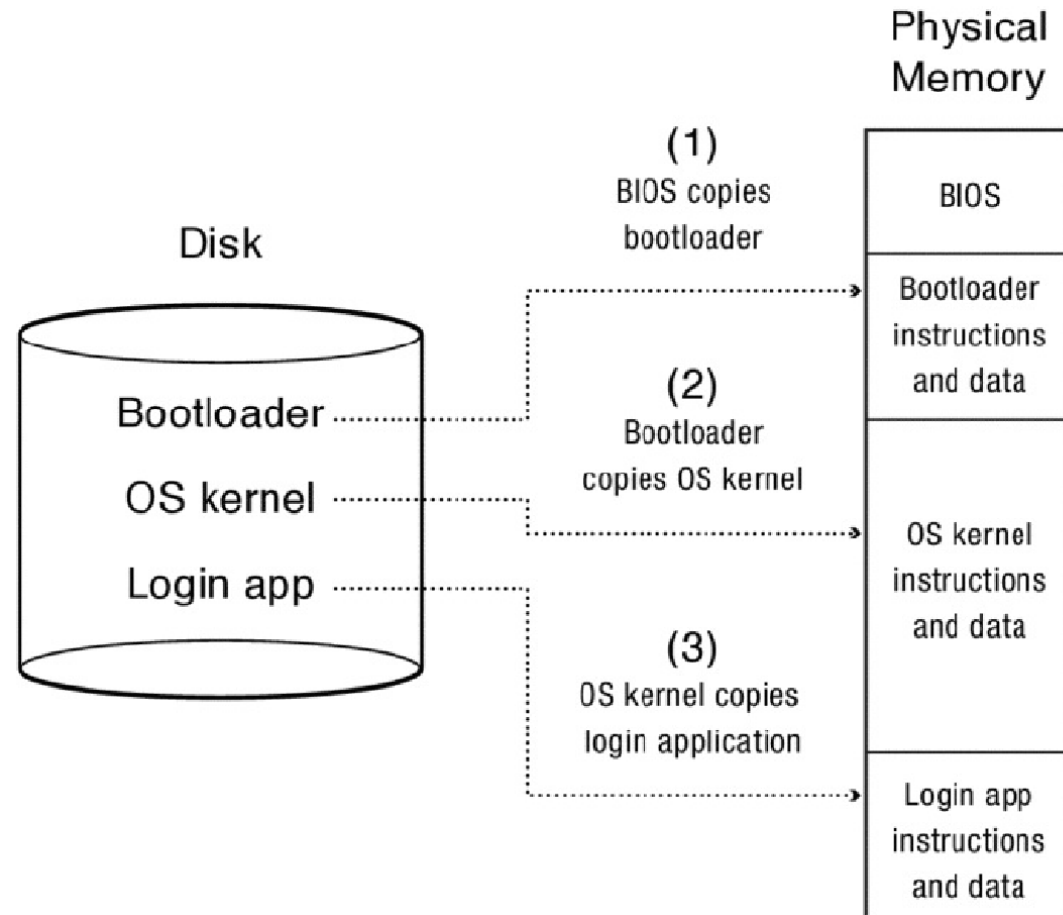 Physical
Memory
(1)
BIOS copies
bootloader
BIOS
Disk
Bootloader
instructions
and data
Bootloader
(2)
Bootloader
copies OS kernel
OS kernel
OS kernel
instructions
and data
Login app
(3)
OS kernel copies
login application
Login app
instructions
and data